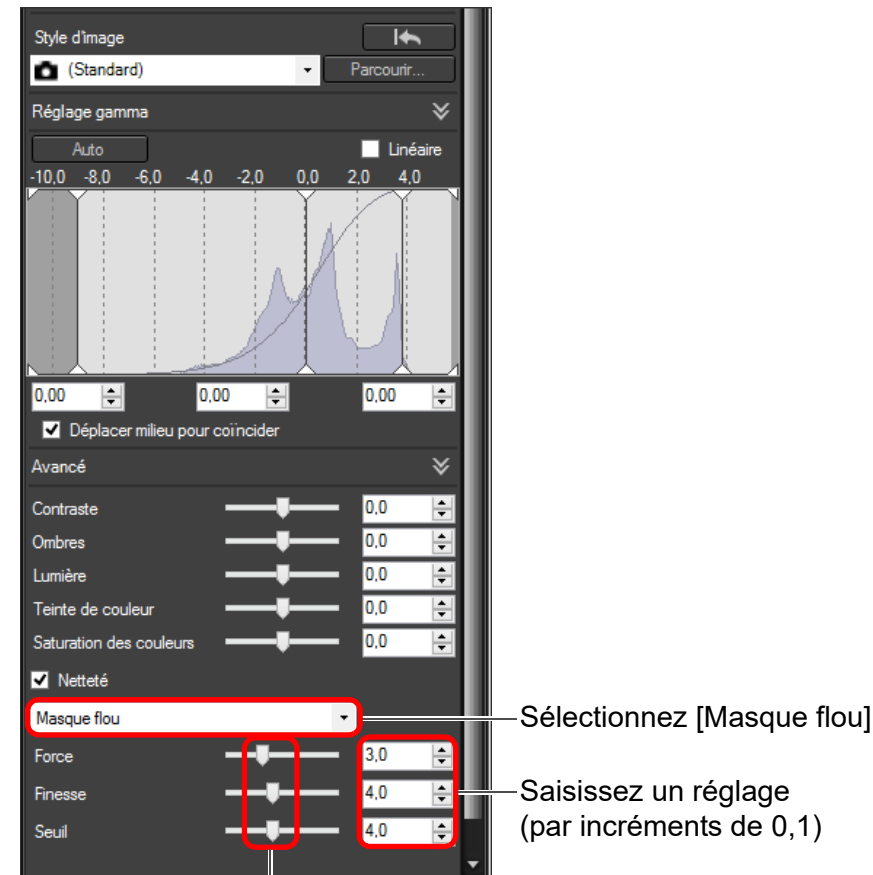 Style d'image
(Standard) Parcourir...
Réglage gamma
Auto Linéaire
-10,0 -8,0 -6,0 -4,0 -2,0 0,0 2,0 4,0
0,00 0,00 0,00
Déplacer milieu pour coïncider
Avancé
Contraste 0,0
Ombres 0,0
Lumière 0,0
Teinte de couleur 0,0
Saturation des couleurs 0,0
Netteté
Masque flou Sélectionnez [Masque flou]
Force 3,0
Finesse 4,0 Saisissez un réglage
Seuil 4,0 (par incréments de 0,1)